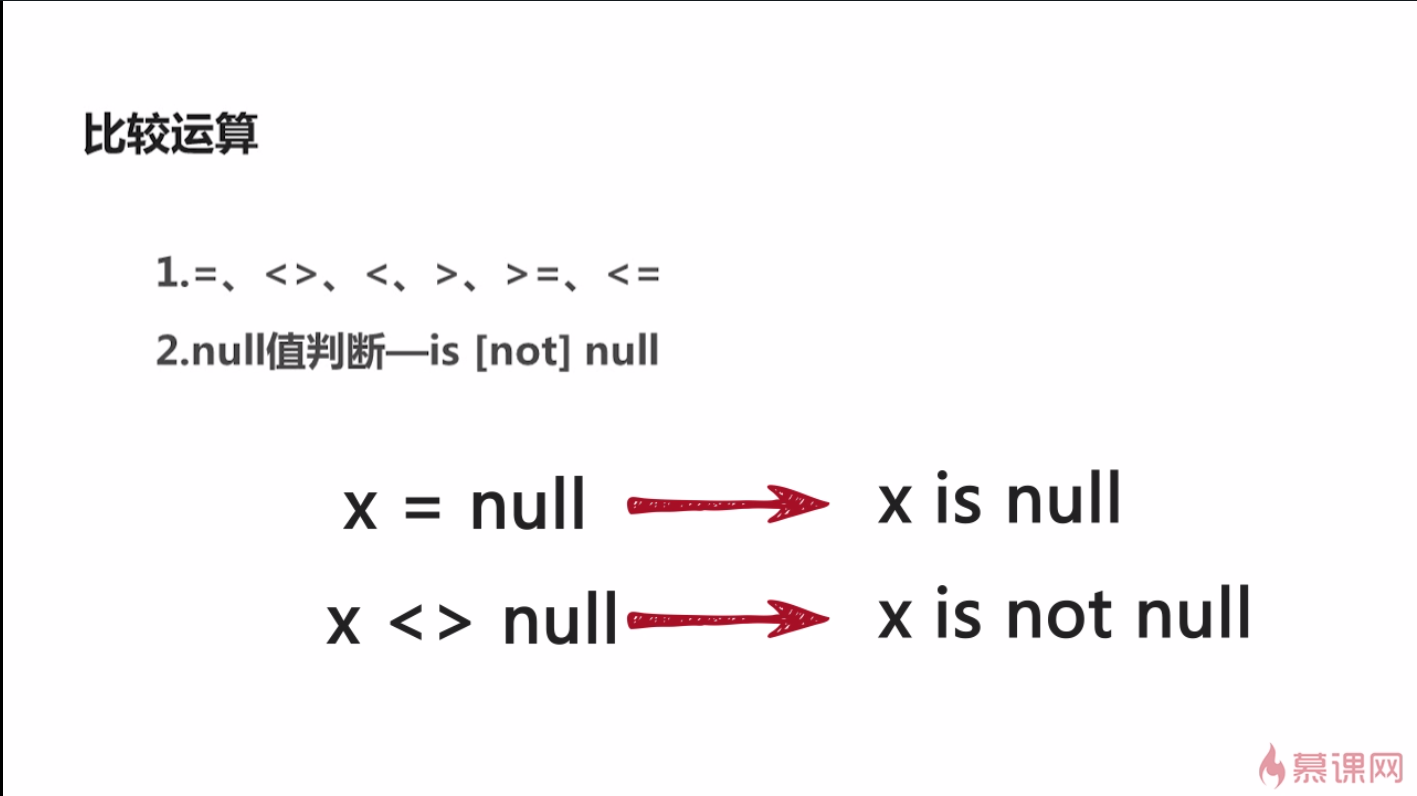 比较运算
1.=、<>、<、>、>=、<=
2.null值判断—is [not] null
x = null x is null
x <> null x is not null
慕课网